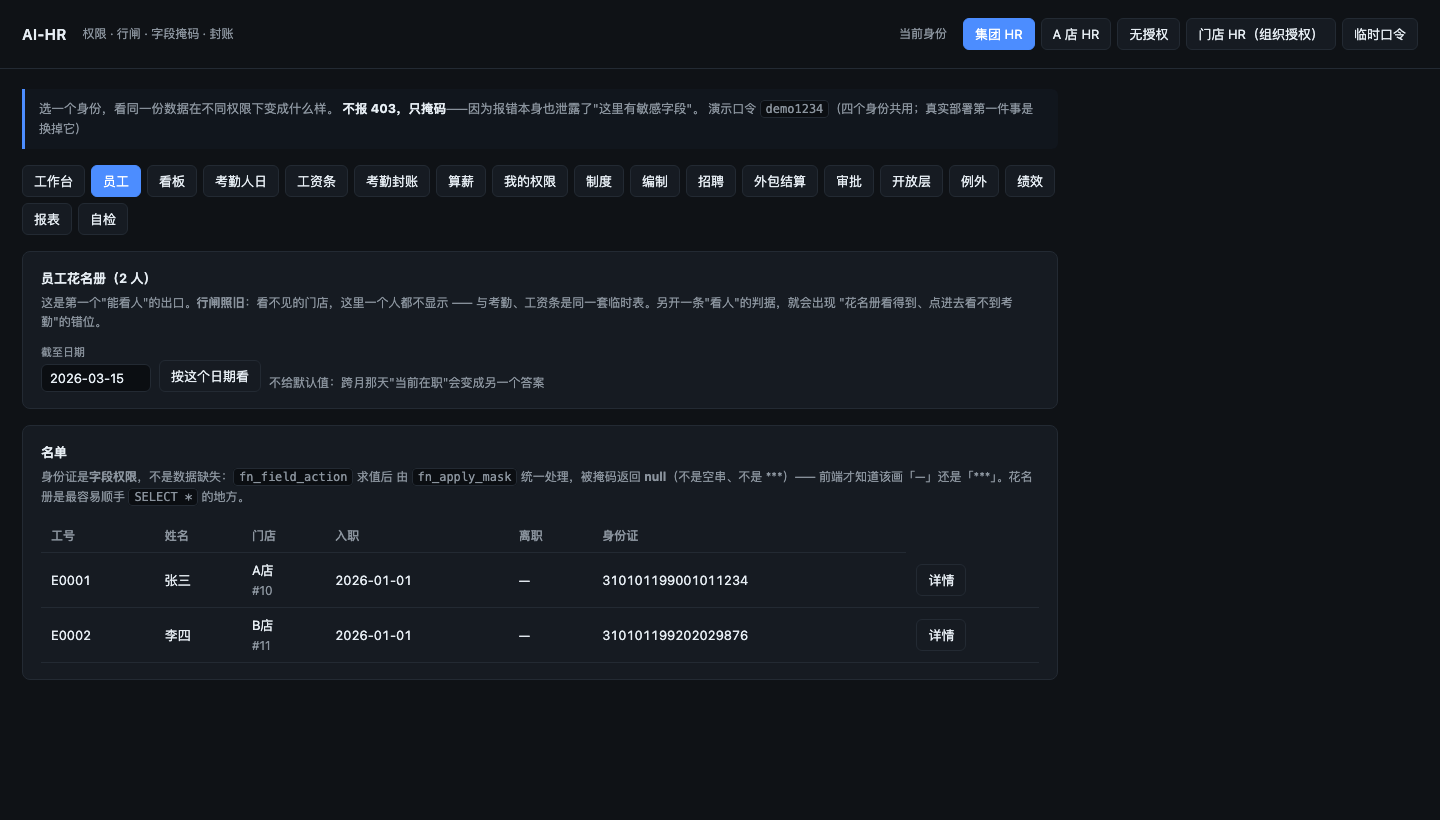 AI-HR 权限 · 行闸 · 字段掩码 · 封账 当前身份 集团 HR A 店 HR 无授权 门店 HR（组织授权） 临时口令
选一个身份，看同一份数据在不同权限下变成什么样。 不报 403，只掩码——因为报错本身也泄露了"这里有敏感字段"。 演示口令 demo1234 （四个身份共用；真实部署第一件事是
换掉它）
工作台 员工 看板 考勤人日 工资条 考勤封账 算薪 我的权限 制度 编制 招聘 外包结算 审批 开放层 例外 绩效
报表 自检
员工花名册（2 人）
这是第一个"能看人"的出口。行闸照旧：看不见的门店，这里一个人都不显示 —— 与考勤、工资条是同一套临时表。另开一条"看人"的判据，就会出现 "花名册看得到、点进去看不到考
勤"的错位。
截至日期
2026-03-15 按这个日期看 不给默认值：跨月那天"当前在职"会变成另一个答案
名单
身份证是字段权限，不是数据缺失： fn_field_action 求值后 由 fn_apply_mask 统一处理，被掩码返回 null（不是空串、不是 ***）—— 前端才知道该画「—」还是「***」。花名
册是最容易顺手 SELECT * 的地方。
工号 姓名 门店 入职 离职 身份证
E0001 张三 A店 2026-01-01 — 310101199001011234 详情
#10
E0002 李四 B店 2026-01-01 — 310101199202029876 详情
#11